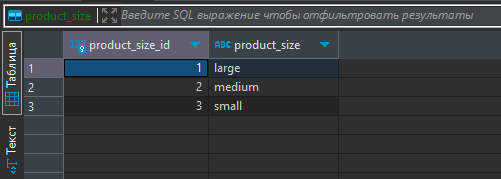 product_size Введите SQL выражение чтобы отфильтровать результаты
Таблица
Текст
product_size_id ABC product_size
1 1 large
2 2 medium
3 3 small